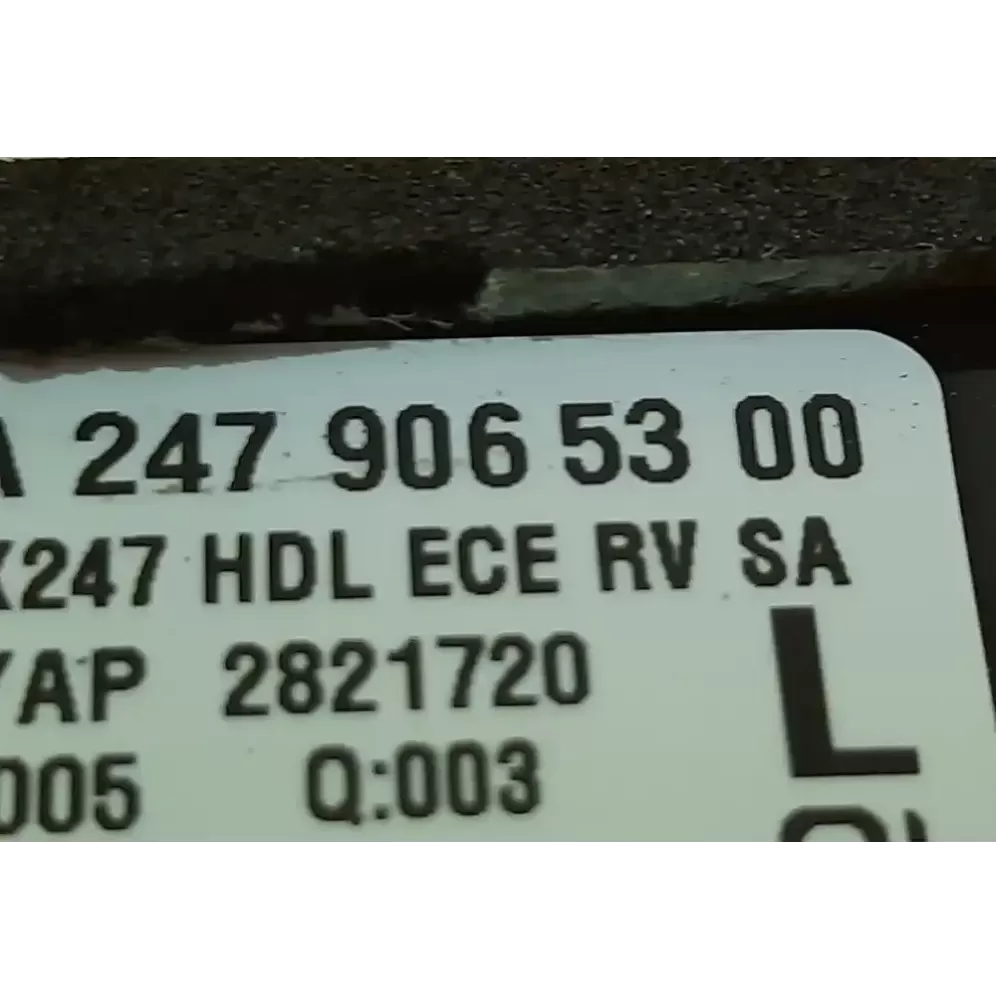 A 247 906 53 00
X247 HDL ECE RV SA
YAP 2821720
005 Q:003
L